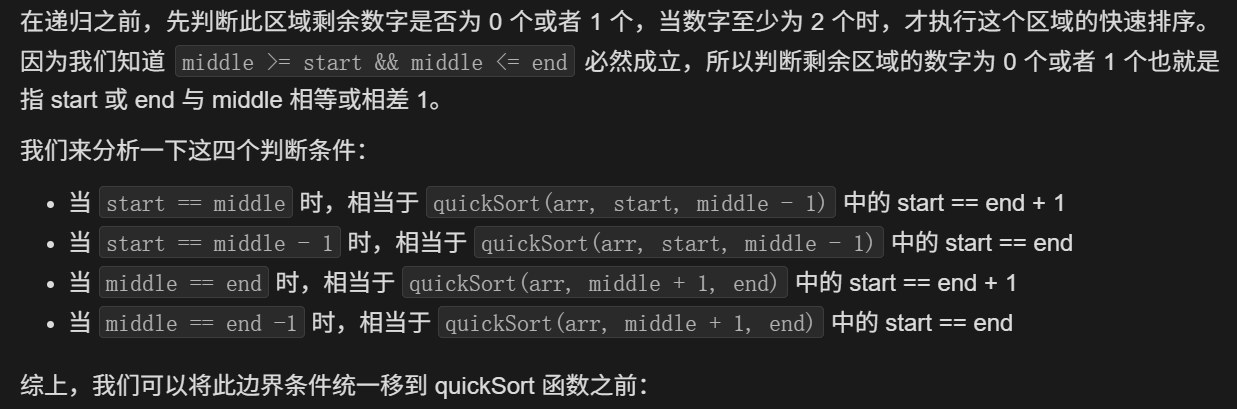 在递归之前，先判断此区域剩余数字是否为 0 个或者 1 个，当数字至少为 2 个时，才执行这个区域的快速排序。
因为我们知道 middle >= start && middle <= end 必然成立，所以判断剩余区域的数字为 0 个或者 1 个也就是
指 start 或 end 与 middle 相等或相差 1。
我们来分析一下这四个判断条件：
• 当 start == middle 时，相当于 quickSort(arr, start, middle - 1) 中的 start == end + 1
• 当 start == middle - 1 时，相当于 quickSort(arr, start, middle - 1) 中的 start == end
• 当 middle == end 时，相当于 quickSort(arr, middle + 1, end) 中的 start == end + 1
• 当 middle == end -1 时，相当于 quickSort(arr, middle + 1, end) 中的 start == end
综上，我们可以将此边界条件统一移到 quickSort 函数之前：